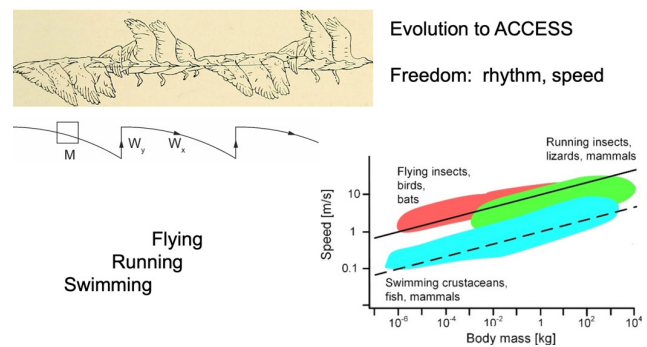 Evolution to ACCESS
Freedom: rhythm, speed
M
Wy
Wx
Flying
Running
Swimming
Running insects,
lizards, mammals
Flying insects,
birds,
bats
Speed [m/s]
10
1
0.1
Swimming crustaceans,
fish, mammals
10⁻⁶ 10⁻⁴ 10⁻² 1 10² 10⁴
Body mass [kg]